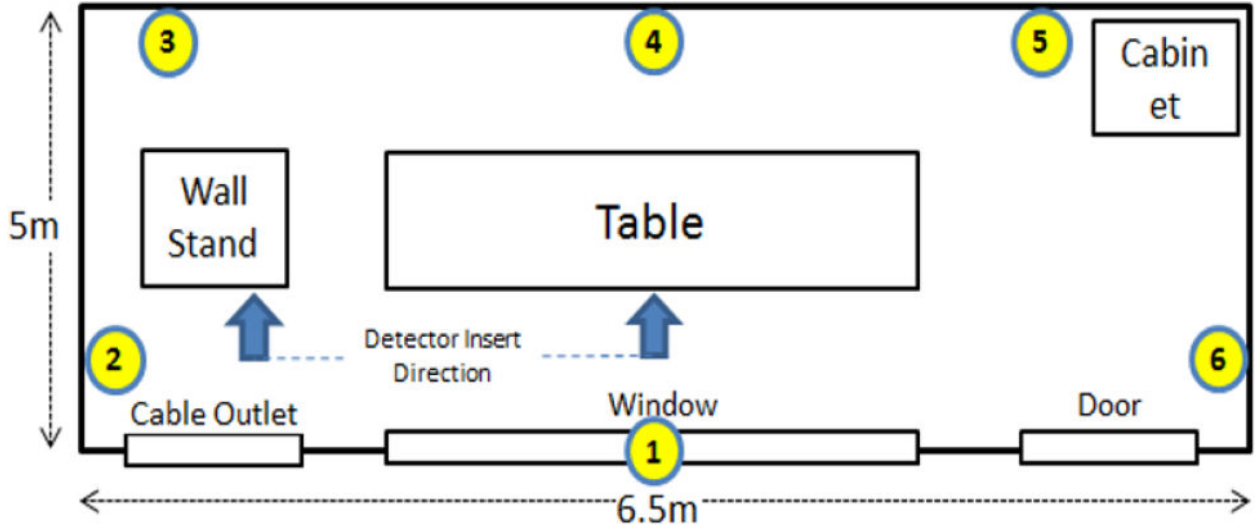 3
4
5
Cabin
et
Wall
Stand
Table
5m
Detector Insert
Direction
2
6
Cable Outlet
Window
Door
1
6.5m